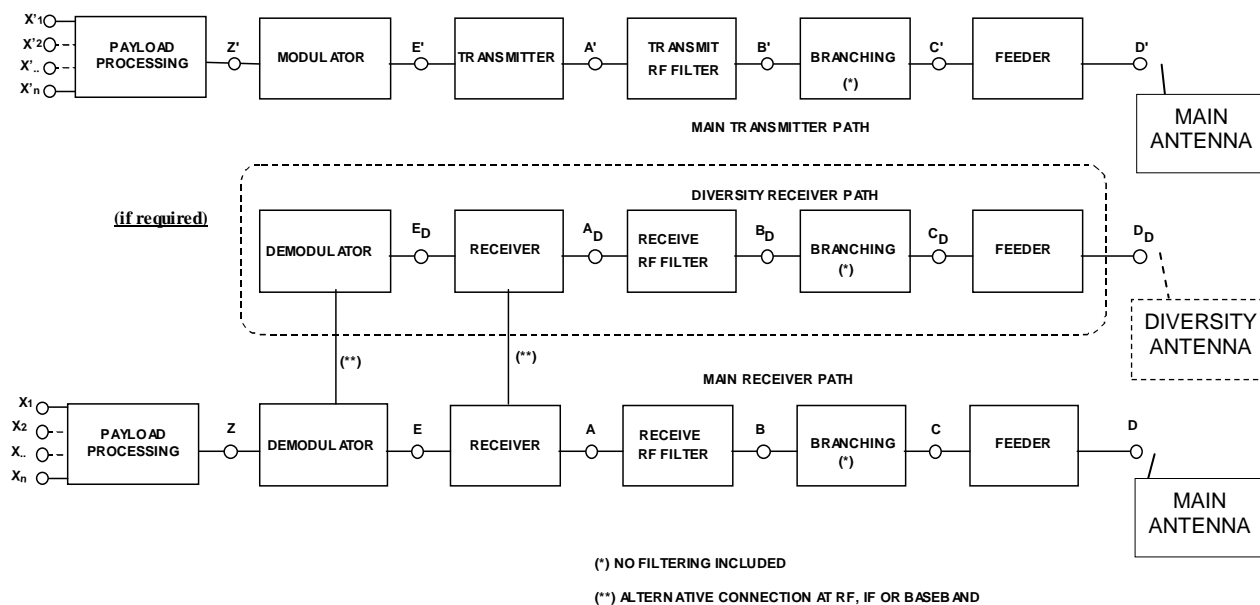 X'1
X'2
X'..
X'n
PAYLOAD
PROCESSING
Z'
MODULATOR
E'
TRANSMITTER
A'
TRANSMIT
RF FILTER
B'
BRANCHING
(*)
C'
FEEDER
D'
MAIN
ANTENNA
MAIN TRANSMITTER PATH
(if required)
DIVERSITY RECEIVER PATH
DEMODULATOR
ED
RECEIVER
AD
RECEIVE
RF FILTER
BD
BRANCHING
(*)
CD
FEEDER
DD
DIVERSITY
ANTENNA
(**)
(**)
MAIN RECEIVER PATH
X1
X2
X..
Xn
PAYLOAD
PROCESSING
Z
DEMODULATOR
E
RECEIVER
A
RECEIVE
RF FILTER
B
BRANCHING
(*)
C
FEEDER
D
MAIN
ANTENNA
(*) NO FILTERING INCLUDED
(**) ALTERNATIVE CONNECTION AT RF, IF OR BASEBAND